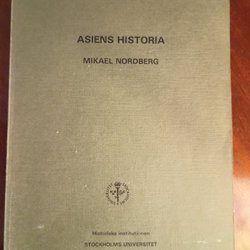 ASIENS HISTORIA
MIKAEL NORDBERG
Historiska institutionen
STOCKHOLMS UNIVERSITET